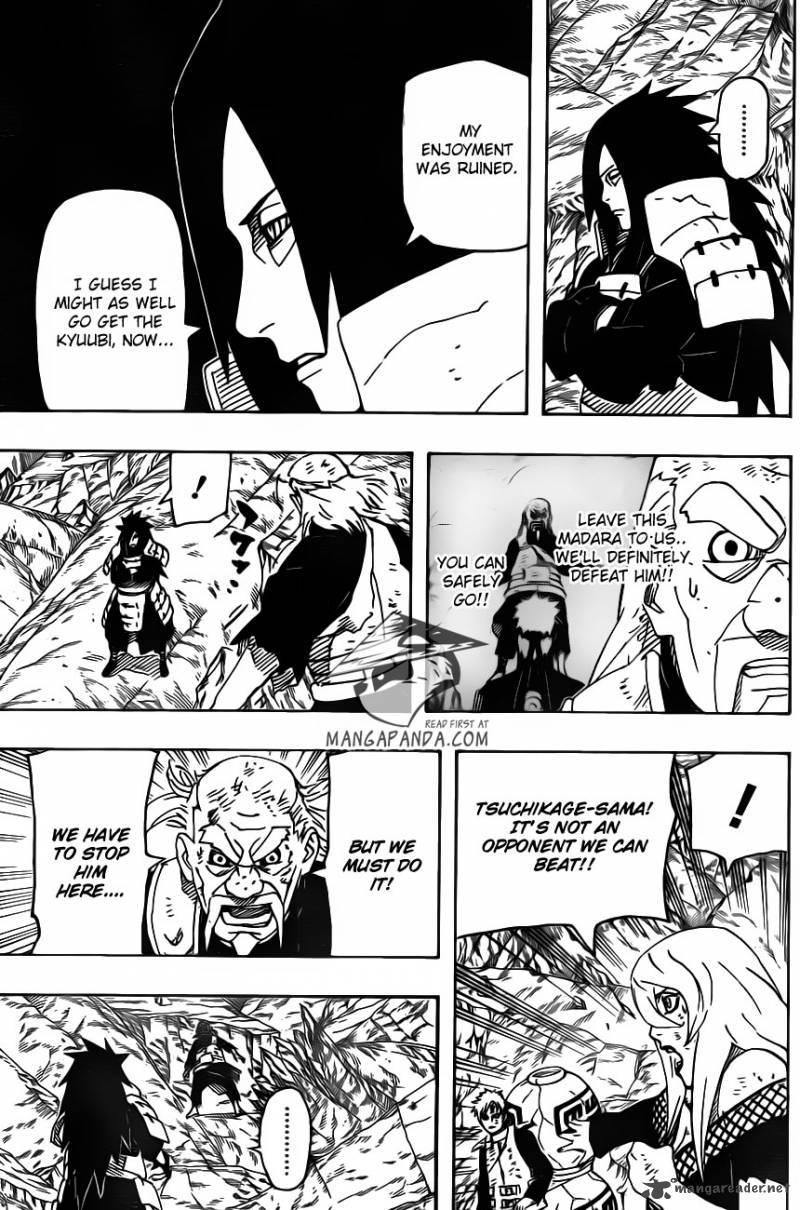 .........
MY
ENJOYMENT
WAS RUINED.
I GUESS I
MIGHT AS WELL
GO GET THE
KYUUBI, NOW...
LEAVE THIS
MADARA TO US..
WE'LL DEFINITELY
DEFEAT HIM!!
YOU CAN
SAFELY
GO!!
!
READ FIRST AT
MANGAPANDA.COM
!
TSUCHIKAGE-SAMA!
IT'S NOT AN
OPPONENT WE CAN
BEAT!!
BUT WE
MUST DO
IT!
WE HAVE
TO STOP
HIM
HERE....
.........
mangareader.net